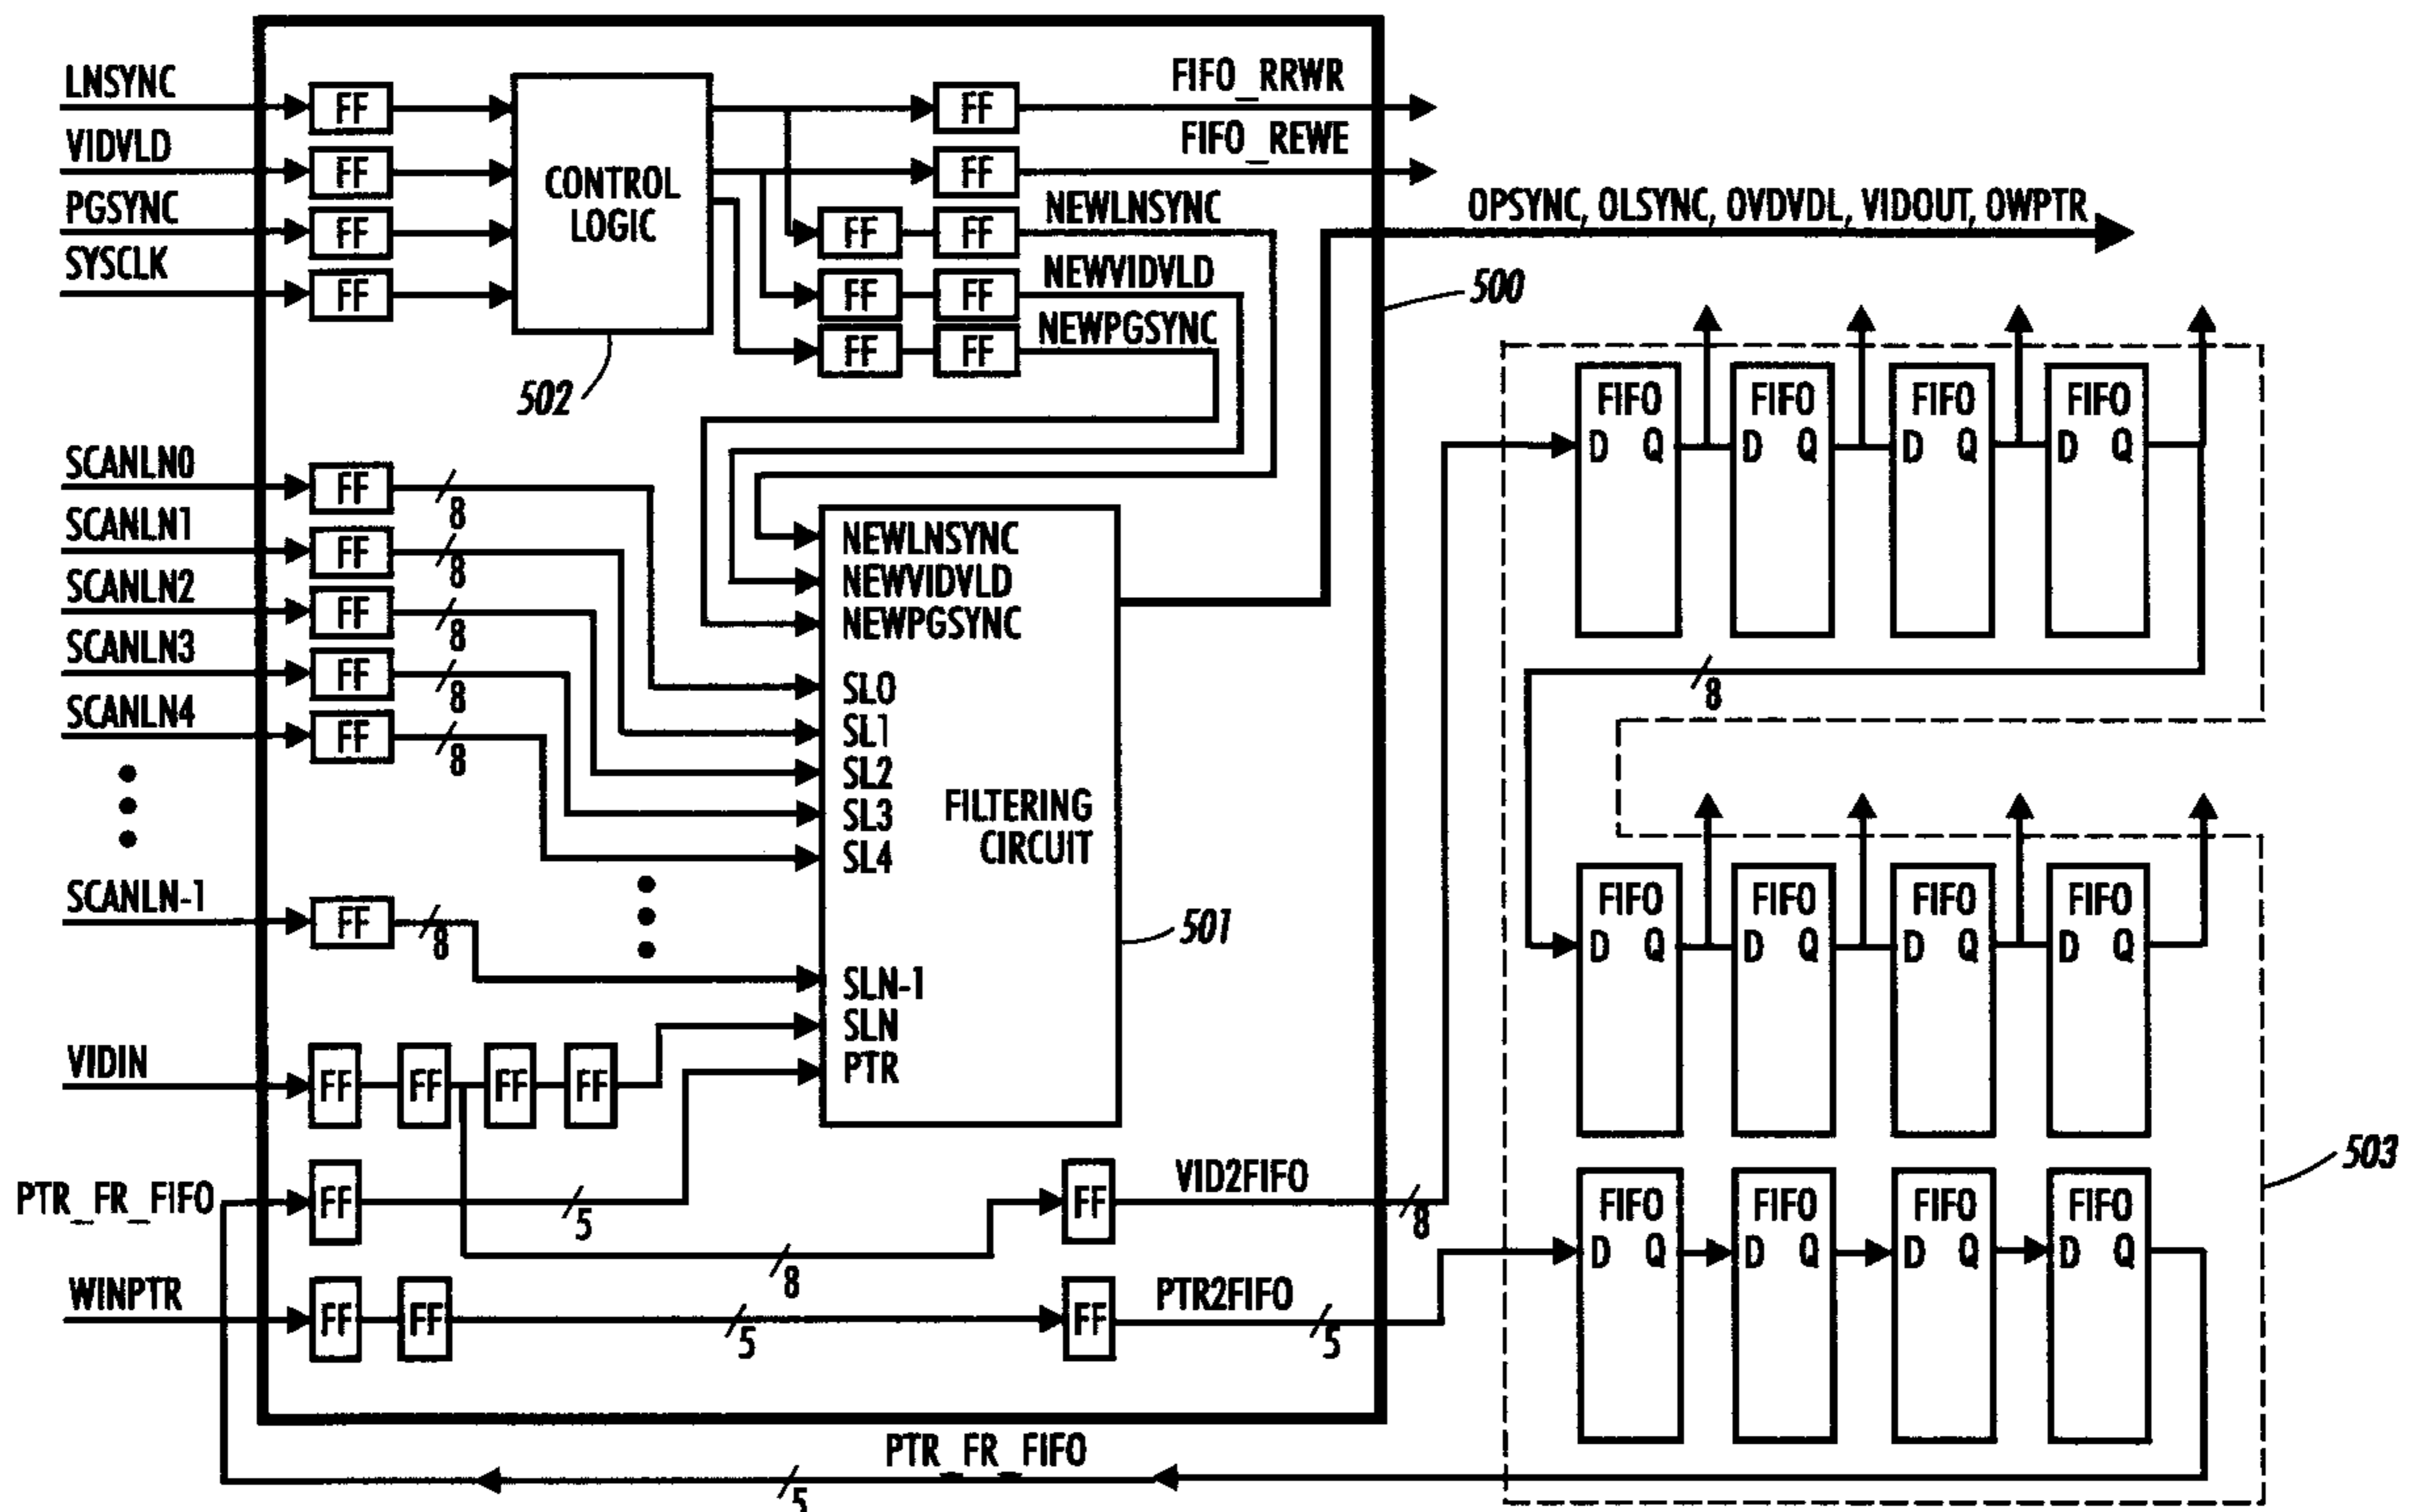 LNSYNC
VIDVLD
PGSYNC
SYSCLK
FF
FF
FF
FF
CONTROL
LOGIC
502
FF
FF
FF FF
FF FF
FF FF
FIFO_RRWR
FIFO_REWE
NEWLNSYNC
NEWVIDVLD
NEWPGSYNC
OPSYNC, OLSYNC, OVDVDL, VIDOUT, OWPTR
500
SCANLN0
SCANLN1
SCANLN2
SCANLN3
SCANLN4
SCANLN-1
FF
FF
FF
FF
FF
FF
8
8
8
8
8
8
NEWLNSYNC
NEWVIDVLD
NEWPGSYNC
SL0
SL1
SL2
SL3
SL4
SLN-1
SLN
PTR
FILTERING
CIRCUIT
501
VIDIN
FF FF FF FF
PTR_FR_FIFO
FF
5
8
FF
VID2FIFO
8
WINPTR
FF FF
5
FF
PTR2FIFO
5
PTR_FR_FIFO
5
FIFO FIFO FIFO FIFO
D Q D Q D Q D Q
8
FIFO FIFO FIFO FIFO
D Q D Q D Q D Q
503
FIFO FIFO FIFO FIFO
D Q D Q D Q D Q